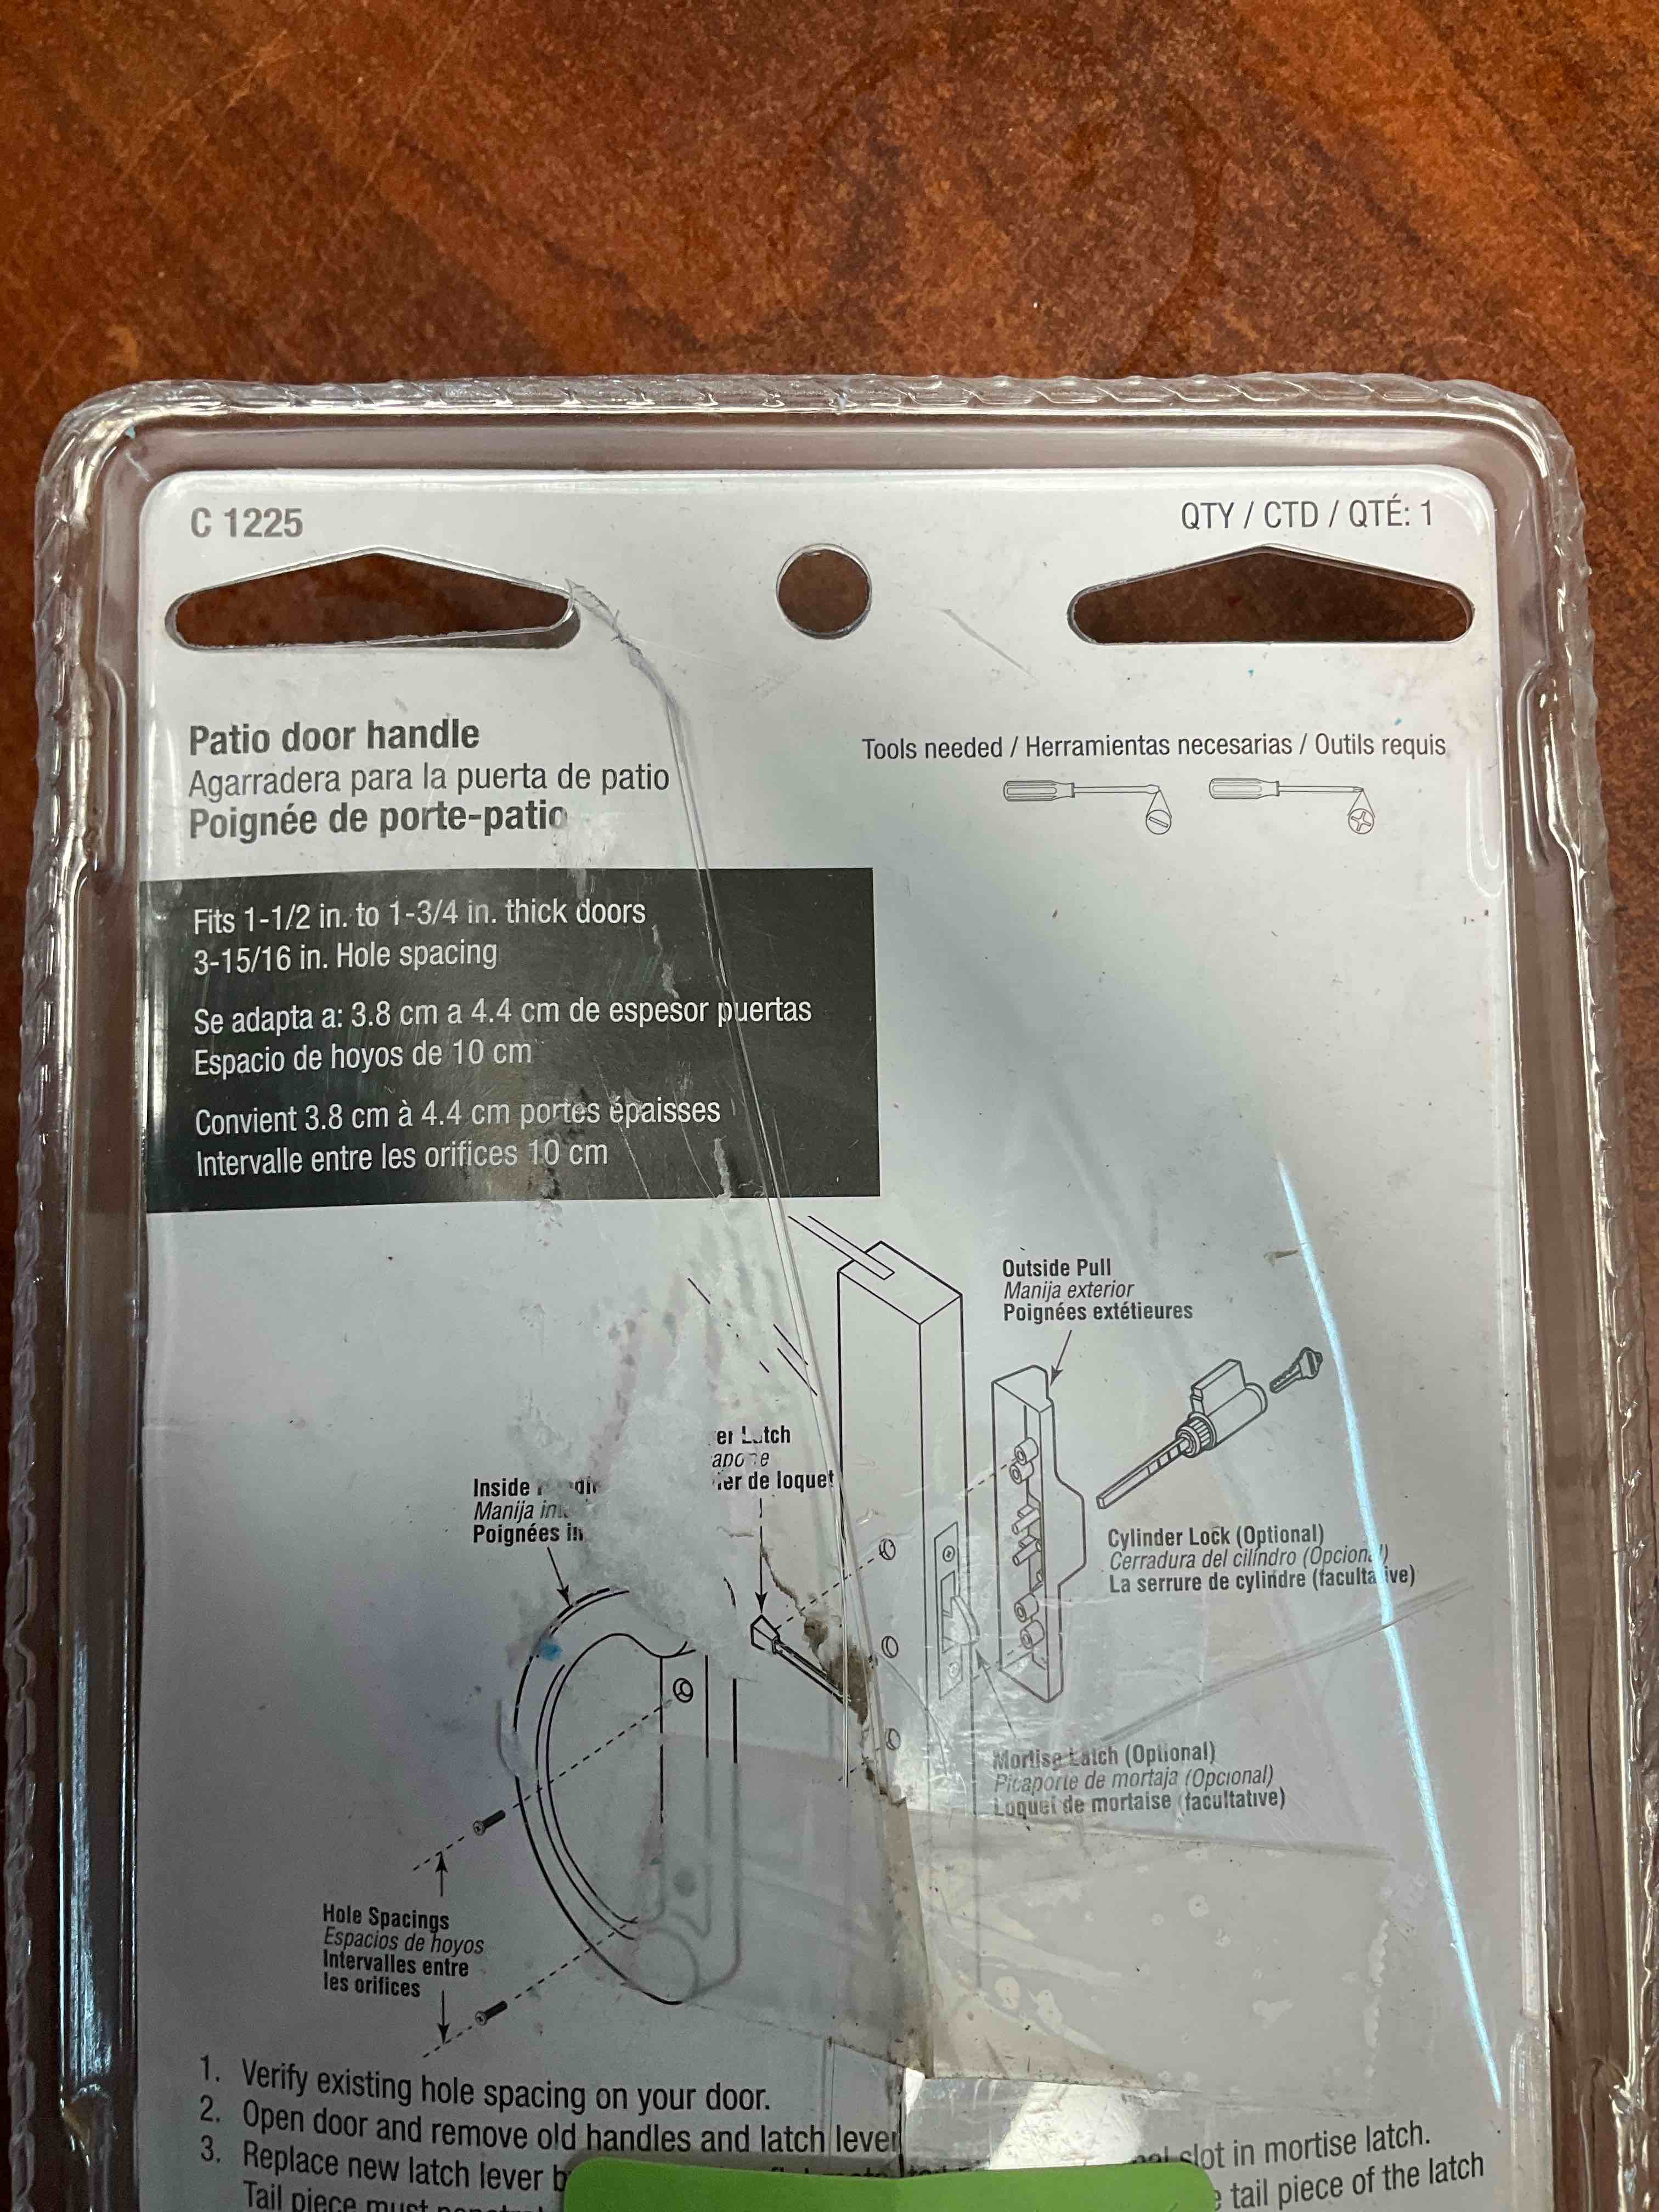 C 1225
QTY / CTD / QTÉ: 1
Patio door handle
Agarradera para la puerta de patio
Poignée de porte-patio
Tools needed / Herramientas necesarias / Outils requis
Fits 1-1/2 in. to 1-3/4 in. thick doors
3-15/16 in. Hole spacing
Se adapta a: 3.8 cm a 4.4 cm de espesor puertas
Espacio de hoyos de 10 cm
Convient 3.8 cm à 4.4 cm portes épaisses
Intervalle entre les orifices 10 cm
Outside Pull
Manija exterior
Poignées extétieures
Latch
de loquet
Inside
Manija
Poignées
Cylinder Lock (Optional)
Cerradura del cilindro (Opcional)
La serrure de cylindre (facultative)
Mortise Latch (Optional)
Picaporte de mortaja (Opcional)
Loquet de mortaise (facultative)
Hole Spacings
Espacios de hoyos
Intervalles entre
les orifices
1. Verify existing hole spacing on your door.
2. Open door and remove old handles and latch lever
3. Replace new latch lever slot in mortise latch.
Tail piece must tail piece of the latch